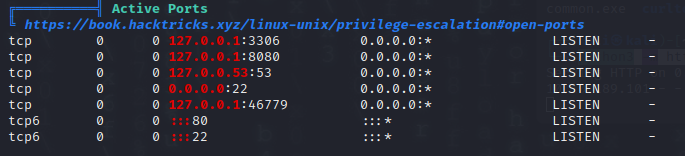 ╔══════════╣ Active Ports
╚ https://book.hacktricks.xyz/linux-unix/privilege-escalation#open-ports
tcp 0 0 127.0.0.1:3306 0.0.0.0:* LISTEN -
tcp 0 0 127.0.0.1:8080 0.0.0.0:* LISTEN -
tcp 0 0 127.0.0.53:53 0.0.0.0:* LISTEN -
tcp 0 0 0.0.0.0:22 0.0.0.0:* LISTEN -
tcp 0 0 127.0.0.1:46779 0.0.0.0:* LISTEN -
tcp6 0 0 :::80 :::* LISTEN -
tcp6 0 0 :::22 :::* LISTEN -